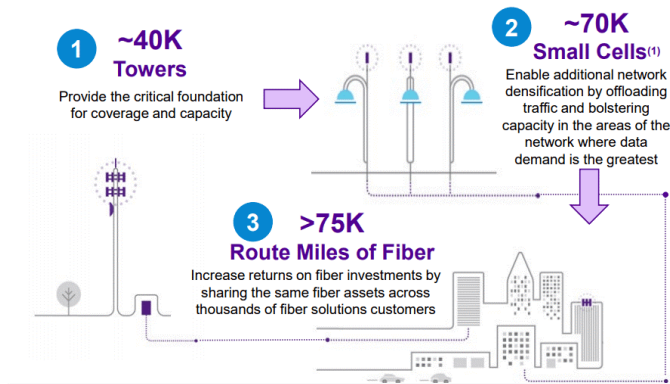 1
~40K
Towers
Provide the critical foundation
for coverage and capacity
2
~70K
Small Cells(1)
Enable additional network
densification by offloading
traffic and bolstering
capacity in the areas of the
network where data
demand is the greatest
3
>75K
Route Miles of Fiber
Increase returns on fiber investments by
sharing the same fiber assets across
thousands of fiber solutions customers